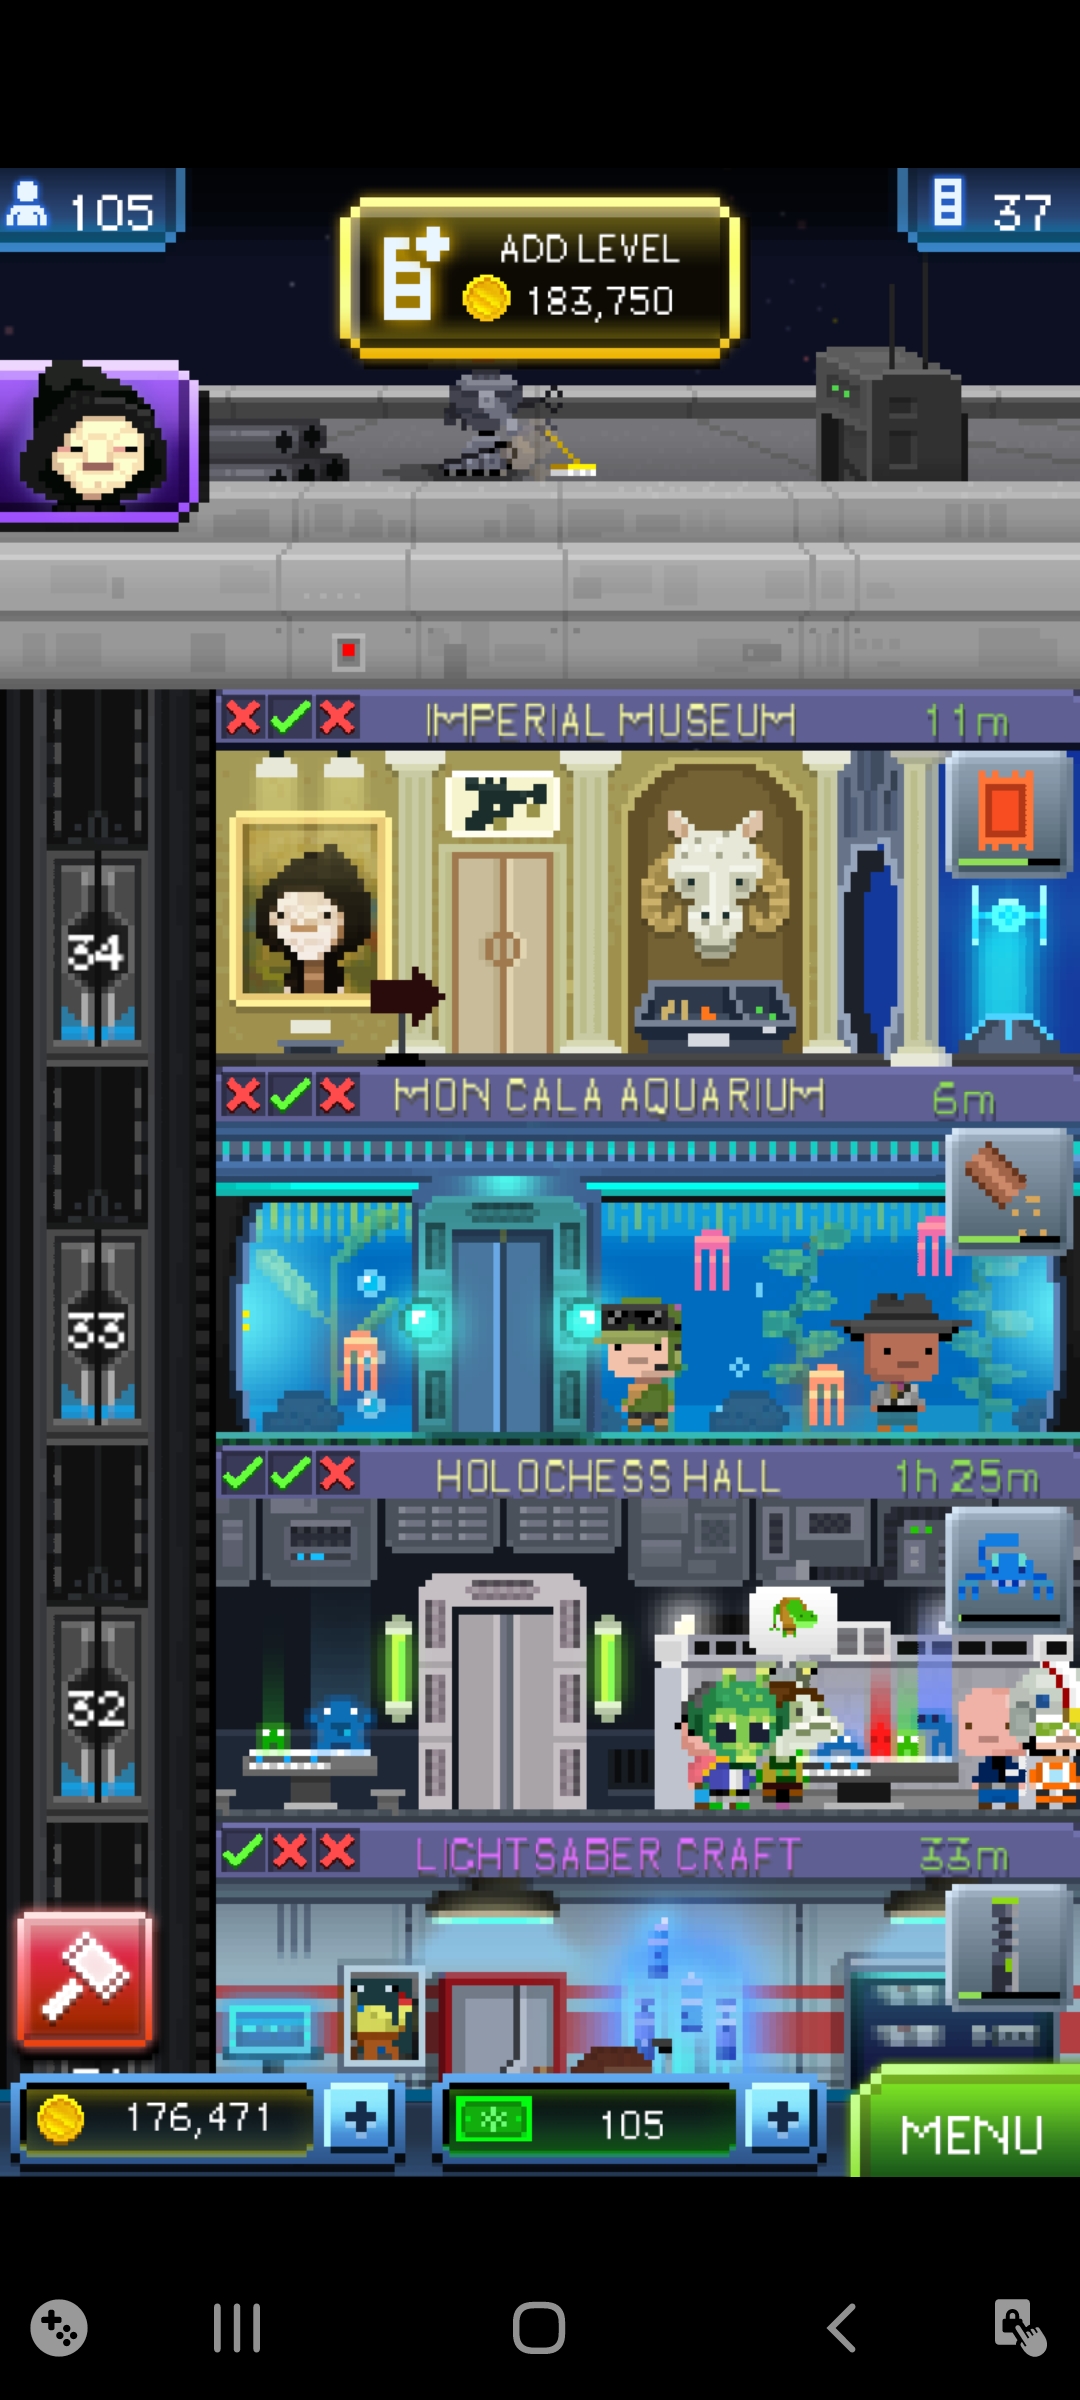 105
ADD LEVEL
183,750
37
IMPERIAL MUSEUM 11m
34
MON CALA AQUARIUM 6m
33
HOLOCHESS HALL 1h 25m
32
LIGHTSABER CRAFT 33m
176,471
105
MENU